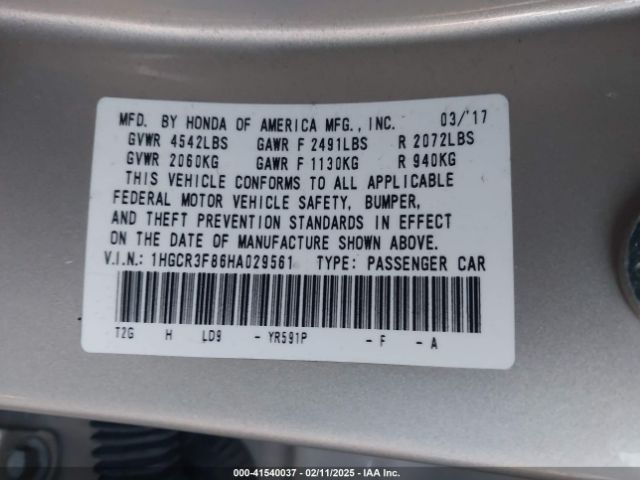 MFD. BY HONDA OF AMERICA MFG., INC. 03/'17
GVWR 4542LBS GAWR F 2491LBS R 2072LBS
GVWR 2060KG GAWR F 1130KG R 940KG
THIS VEHICLE CONFORMS TO ALL APPLICABLE
FEDERAL MOTOR VEHICLE SAFETY, BUMPER,
AND THEFT PREVENTION STANDARDS IN EFFECT
ON THE DATE OF MANUFACTURE SHOWN ABOVE.
V.I.N.: 1HGCR3F86HA029561 TYPE: PASSENGER CAR
T2G H LD9 - YR591P - F - A
000-41540037 - 02/11/2025 - IAA Inc.